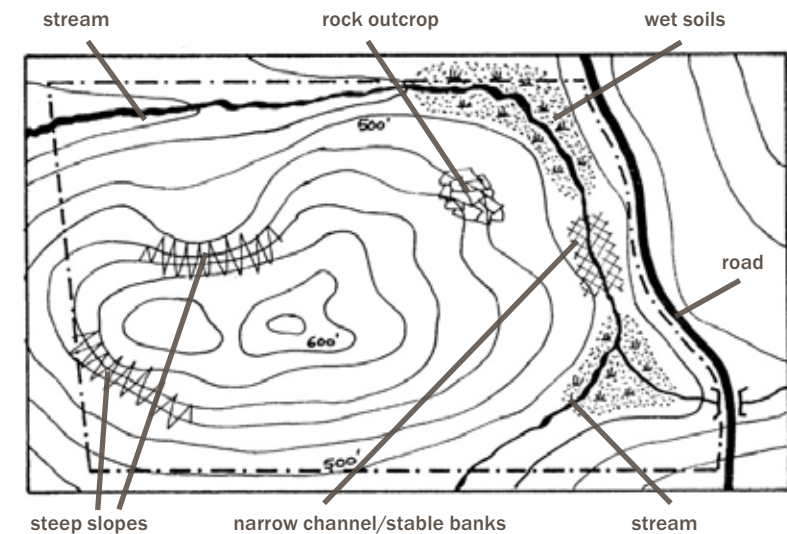 stream
rock outcrop
wet soils
500'
road
600'
500'
steep slopes
narrow channel/stable banks
stream